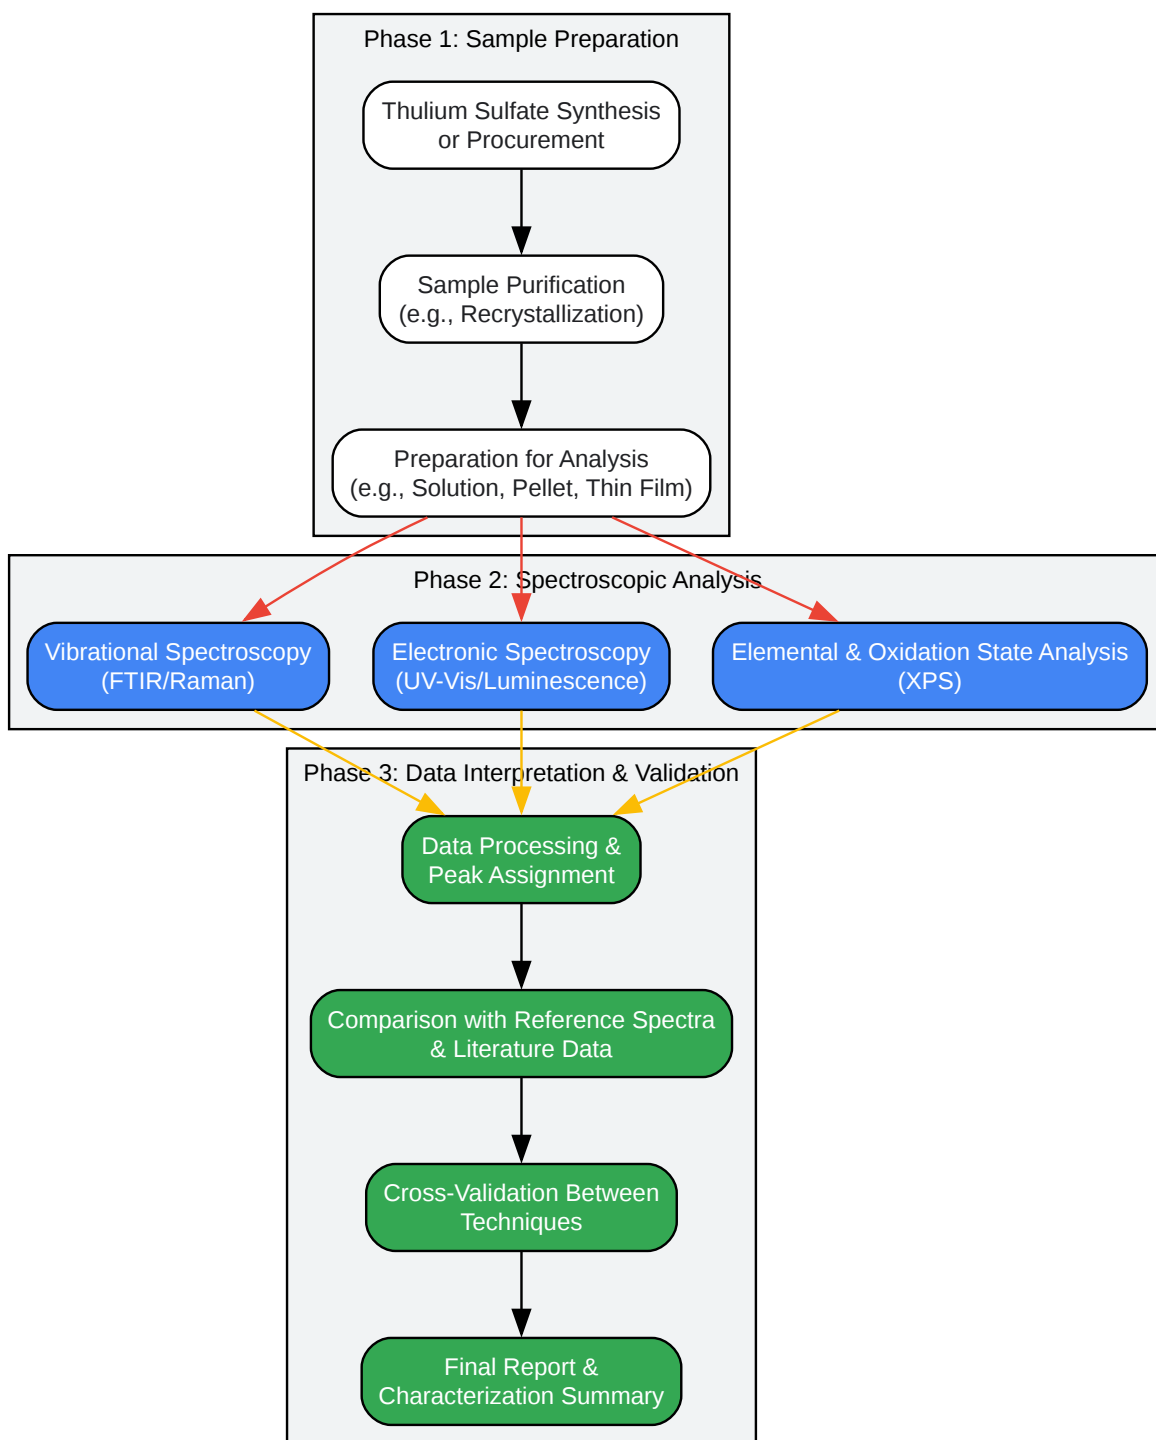 Phase 1: Sample Preparation
Thulium Sulfate Synthesis
or Procurement
Sample Purification
(e.g., Recrystallization)
Preparation for Analysis
(e.g., Solution, Pellet, Thin Film)
Phase 2: Spectroscopic Analysis
Vibrational Spectroscopy
(FTIR/Raman)
Electronic Spectroscopy
(UV-Vis/Luminescence)
Elemental & Oxidation State Analysis
(XPS)
Phase 3: Data Interpretation & Validation
Data Processing &
Peak Assignment
Comparison with Reference Spectra
& Literature Data
Cross-Validation Between
Techniques
Final Report &
Characterization Summary